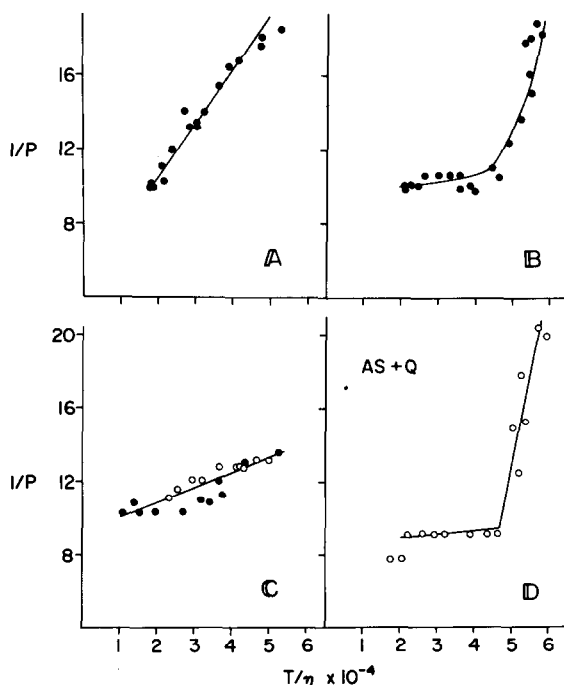 16
1/P 12
8
A
B
20
AS + Q
16
1/P
12
8
C
D
1 2 3 4 5 6
1 2 3 4 5 6
T/η × 10⁻⁴